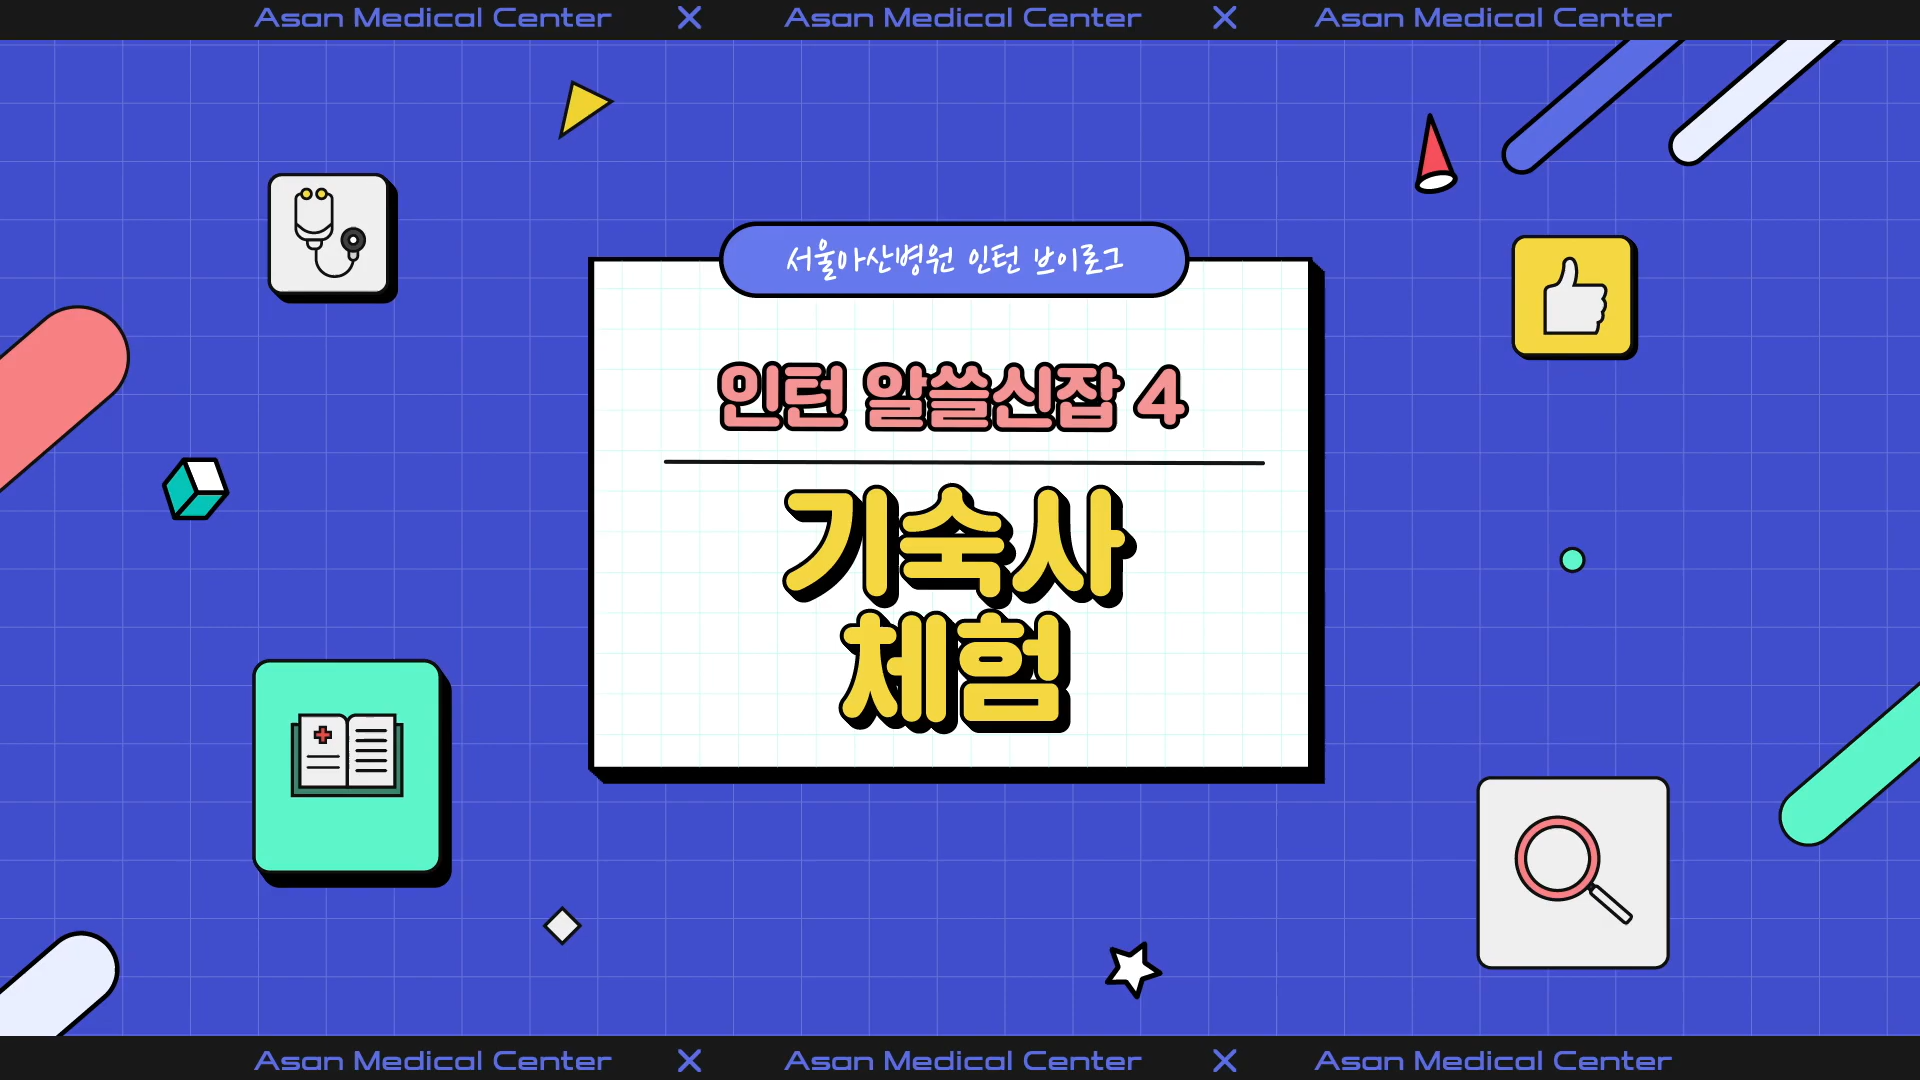 Asan Medical Center X Asan Medical Center X Asan Medical Center
서울아산병원 인턴 브이로그
인턴 알쓸신잡 4
기숙사
체험
Asan Medical Center X Asan Medical Center X Asan Medical Center